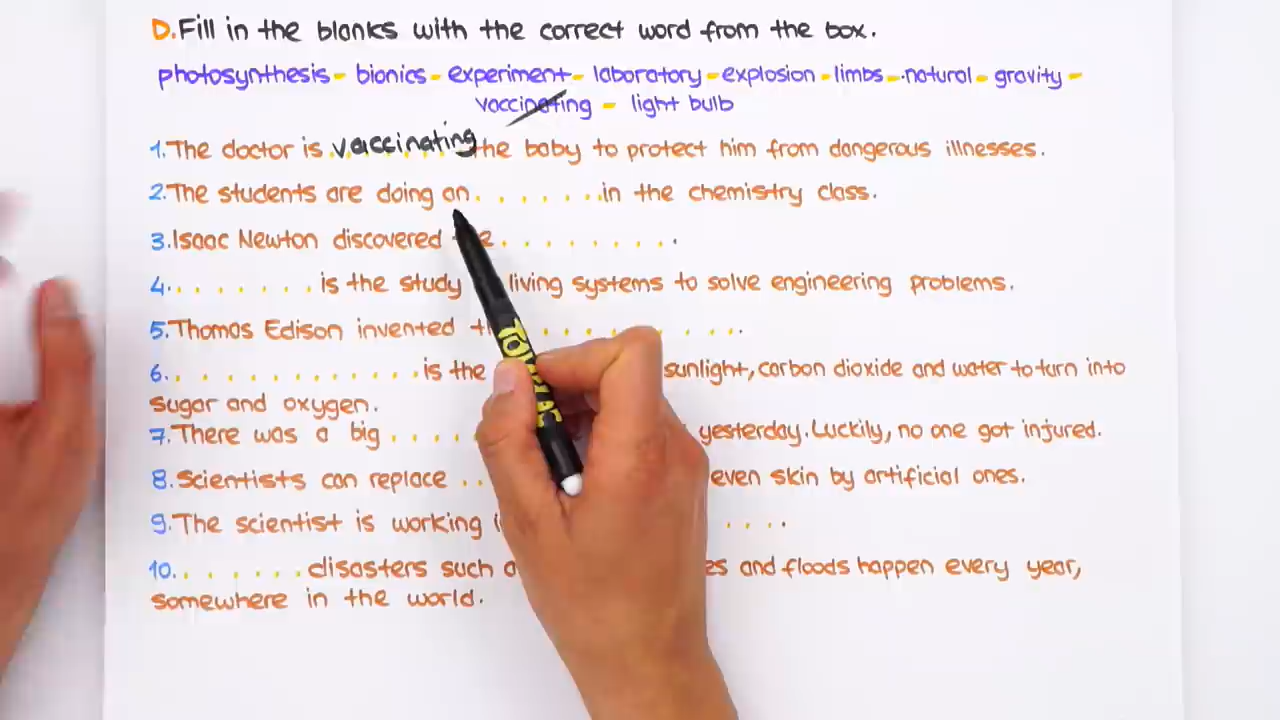 D. Fill in the blanks with the correct word from the box.
photosynthesis - bionics - experiment - laboratory - explosion - limbs - natural - gravity -
vaccinating - light bulb
1. The doctor is vaccinating the baby to protect him from dangerous illnesses.
2. The students are doing an . . . . . . . in the chemistry class.
3. Isaac Newton discovered the . . . . . . . . .
4. . . . . . . . is the study living systems to solve engineering problems.
5. Thomas Edison invented . . . . . . . . . .
6. . . . . . . . . . . . . is the sunlight, carbon dioxide and water to turn into
sugar and oxygen.
7. There was a big . . . . . yesterday. Luckily, no one got injured.
8. Scientists can replace . . even skin by artificial ones.
9. The scientist is working . . . .
10. . . . . . . disasters such and floods happen every year,
somewhere in the world.